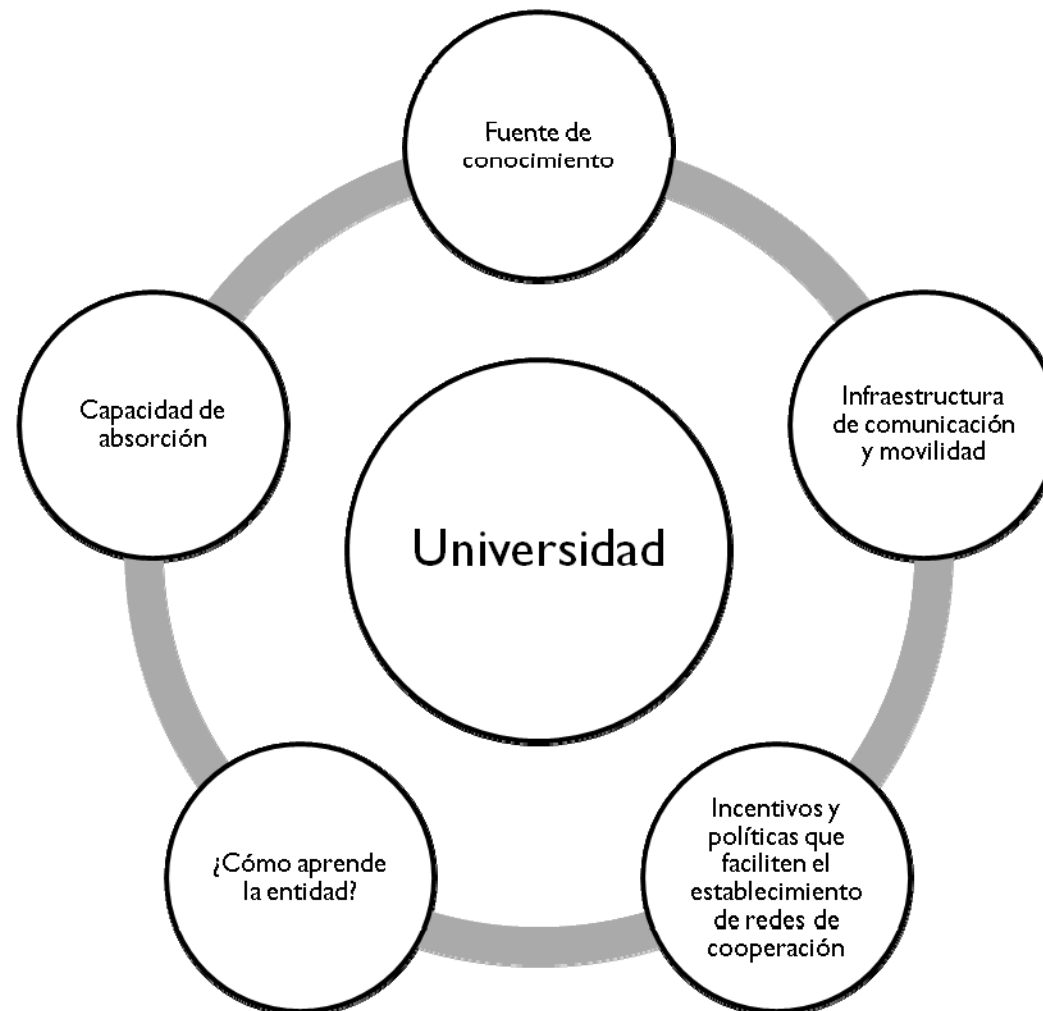 Fuente de
conocimiento
Infraestructura
de comunicación
y movilidad
Incentivos y
políticas que
faciliten el
establecimiento
de redes de
cooperación
¿Cómo aprende
la entidad?
Capacidad de
absorción
Universidad